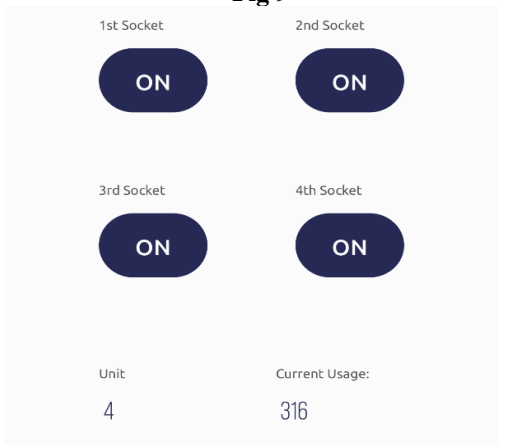 1st Socket 2nd Socket
ON ON
3rd Socket 4th Socket
ON ON
Unit Current Usage:
4 316